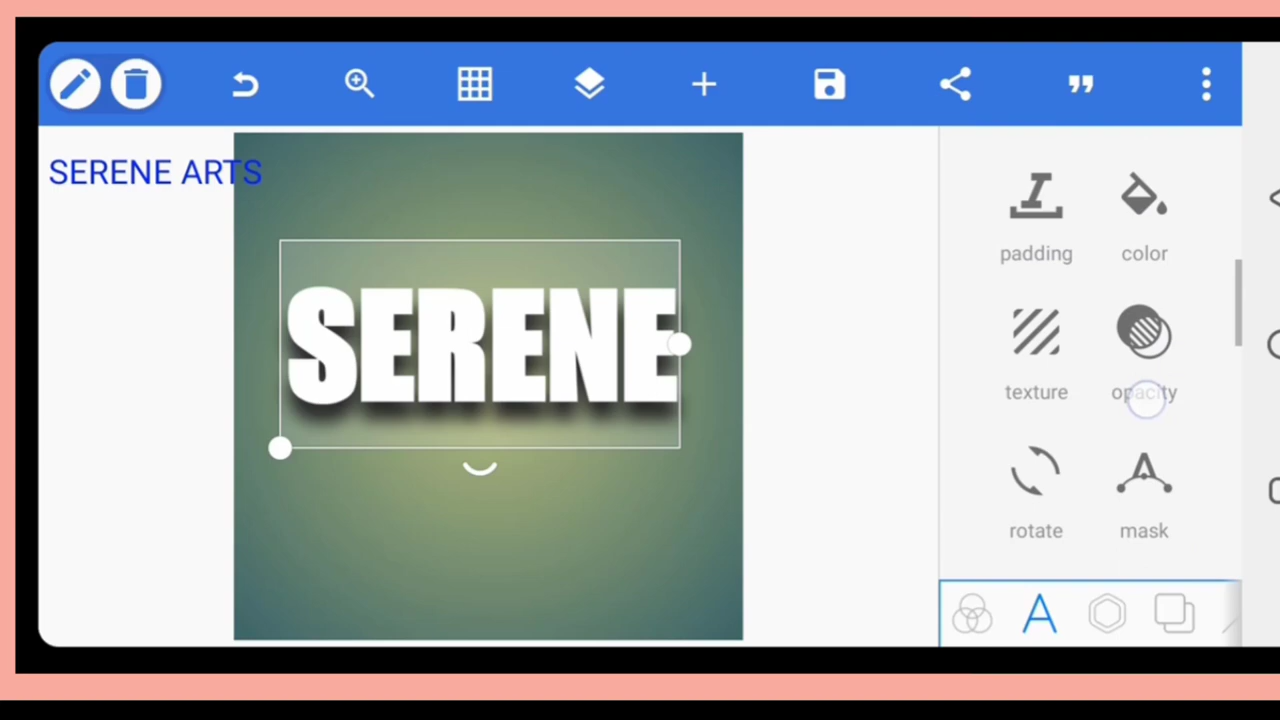 SERENE ARTS
SERENE
padding color
texture opacity
rotate mask